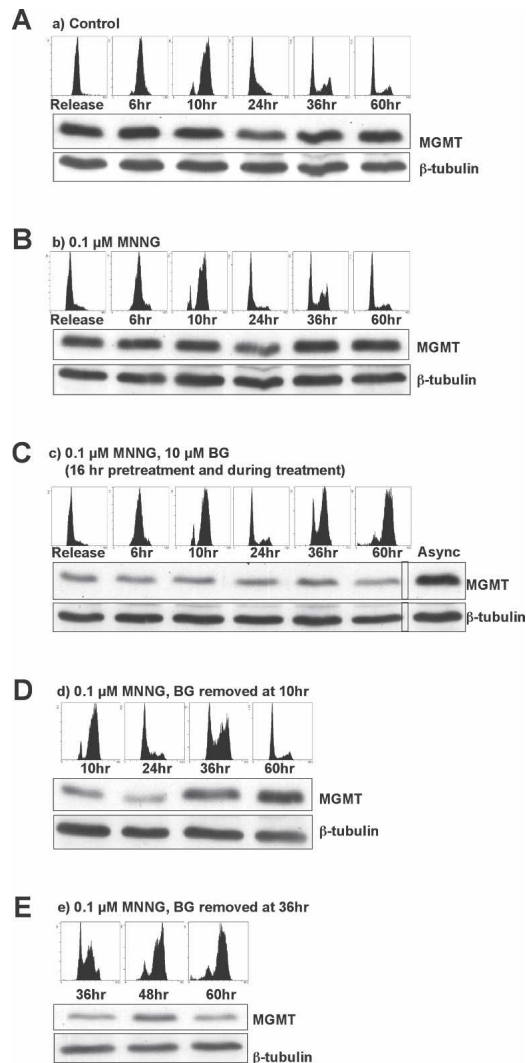 A
a) Control
Release 6hr 10hr 24hr 36hr 60hr
MGMT
β-tubulin
B
b) 0.1 µM MNNG
Release 6hr 10hr 24hr 36hr 60hr
MGMT
β-tubulin
C
c) 0.1 µM MNNG, 10 µM BG
(16 hr pretreatment and during treatment)
Release 6hr 10hr 24hr 36hr 60hr Async
MGMT
β-tubulin
D
d) 0.1 µM MNNG, BG removed at 10hr
10hr 24hr 36hr 60hr
MGMT
β-tubulin
E
e) 0.1 µM MNNG, BG removed at 36hr
36hr 48hr 60hr
MGMT
β-tubulin